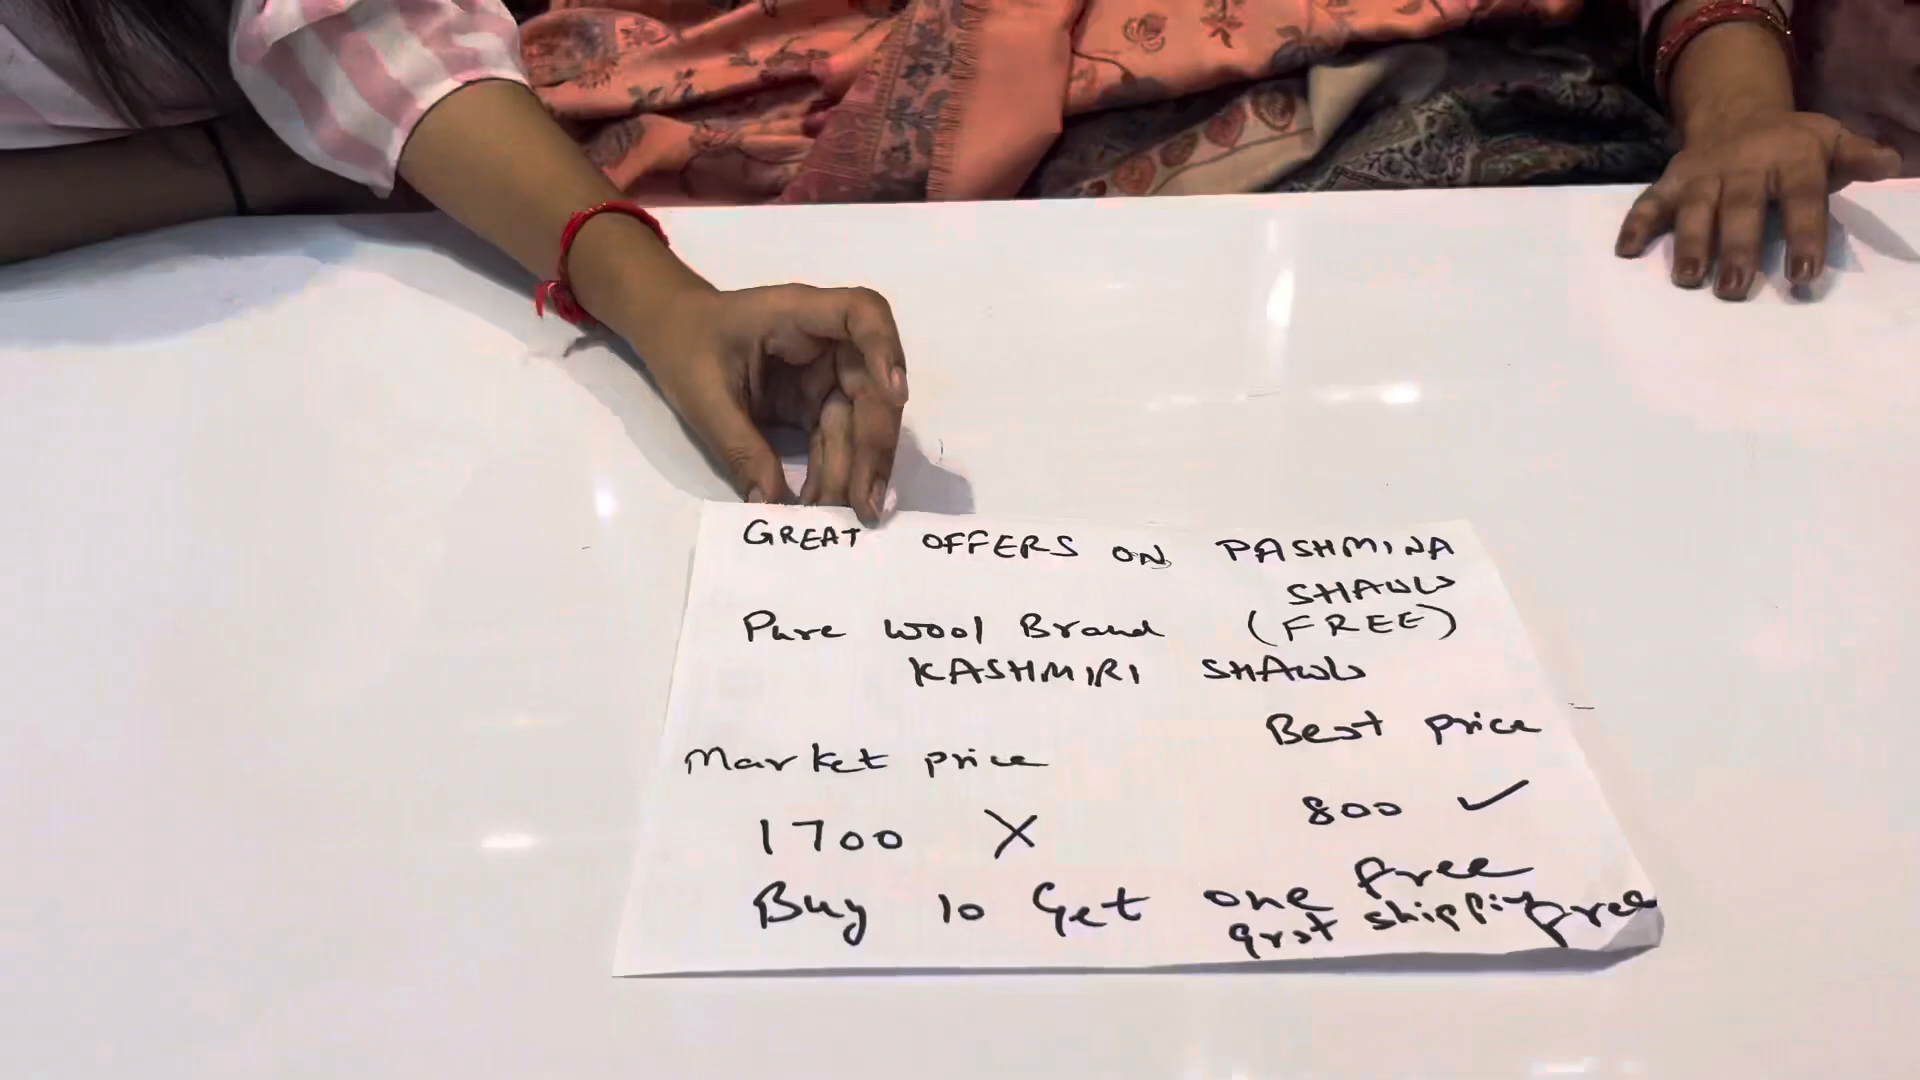 GREAT OFFERS ON PASHMINA
SHAWL
Pure Wool Brand (FREE)
KASHMIRI SHAWL
Market price Best price
1700 X 800 ✓
Buy 10 Get one free
shipping free